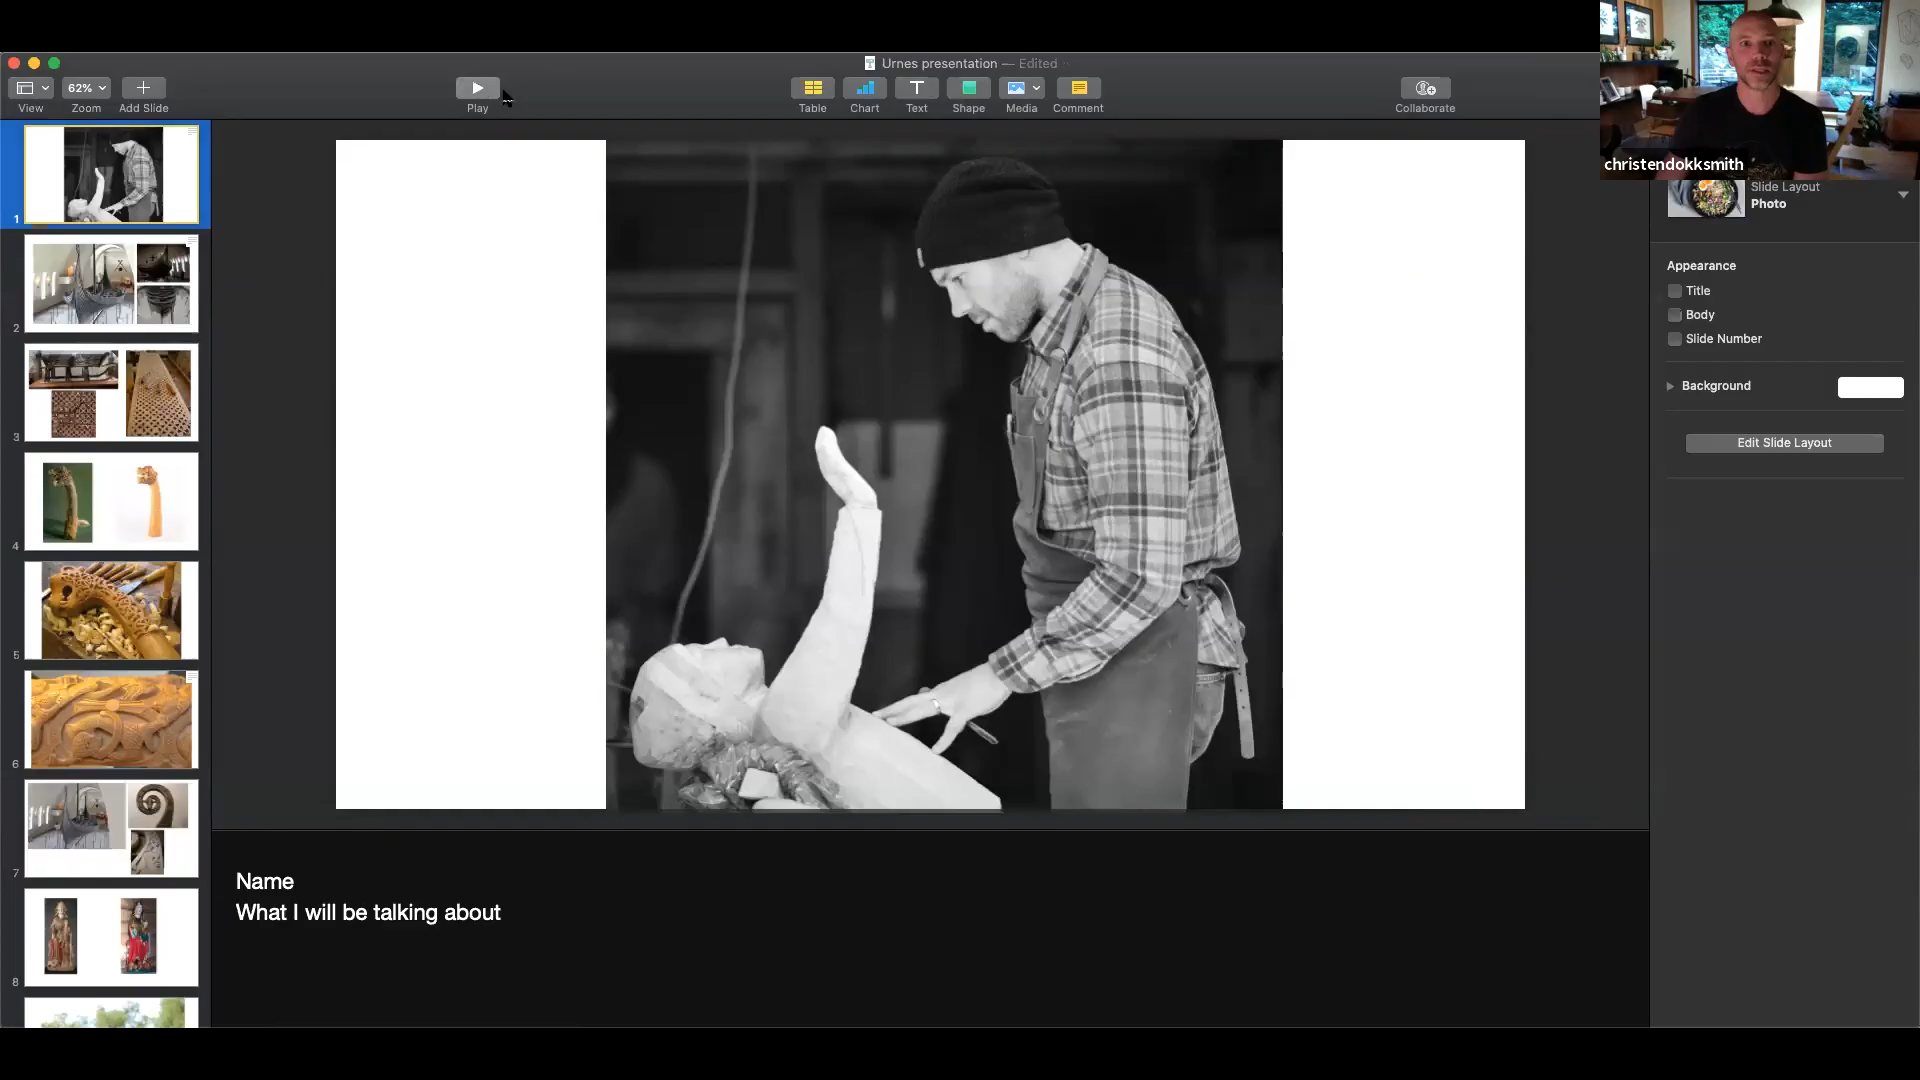 Urnes presentation — Edited
62%
View
Zoom
Add Slide
Play
Table
Chart
Text
Shape
Media
Comment
Collaborate
christendokksmith
Slide Layout
Photo
Appearance
Title
Body
Slide Number
Background
Edit Slide Layout
1
2
3
4
5
6
7
8
Name
What I will be talking about